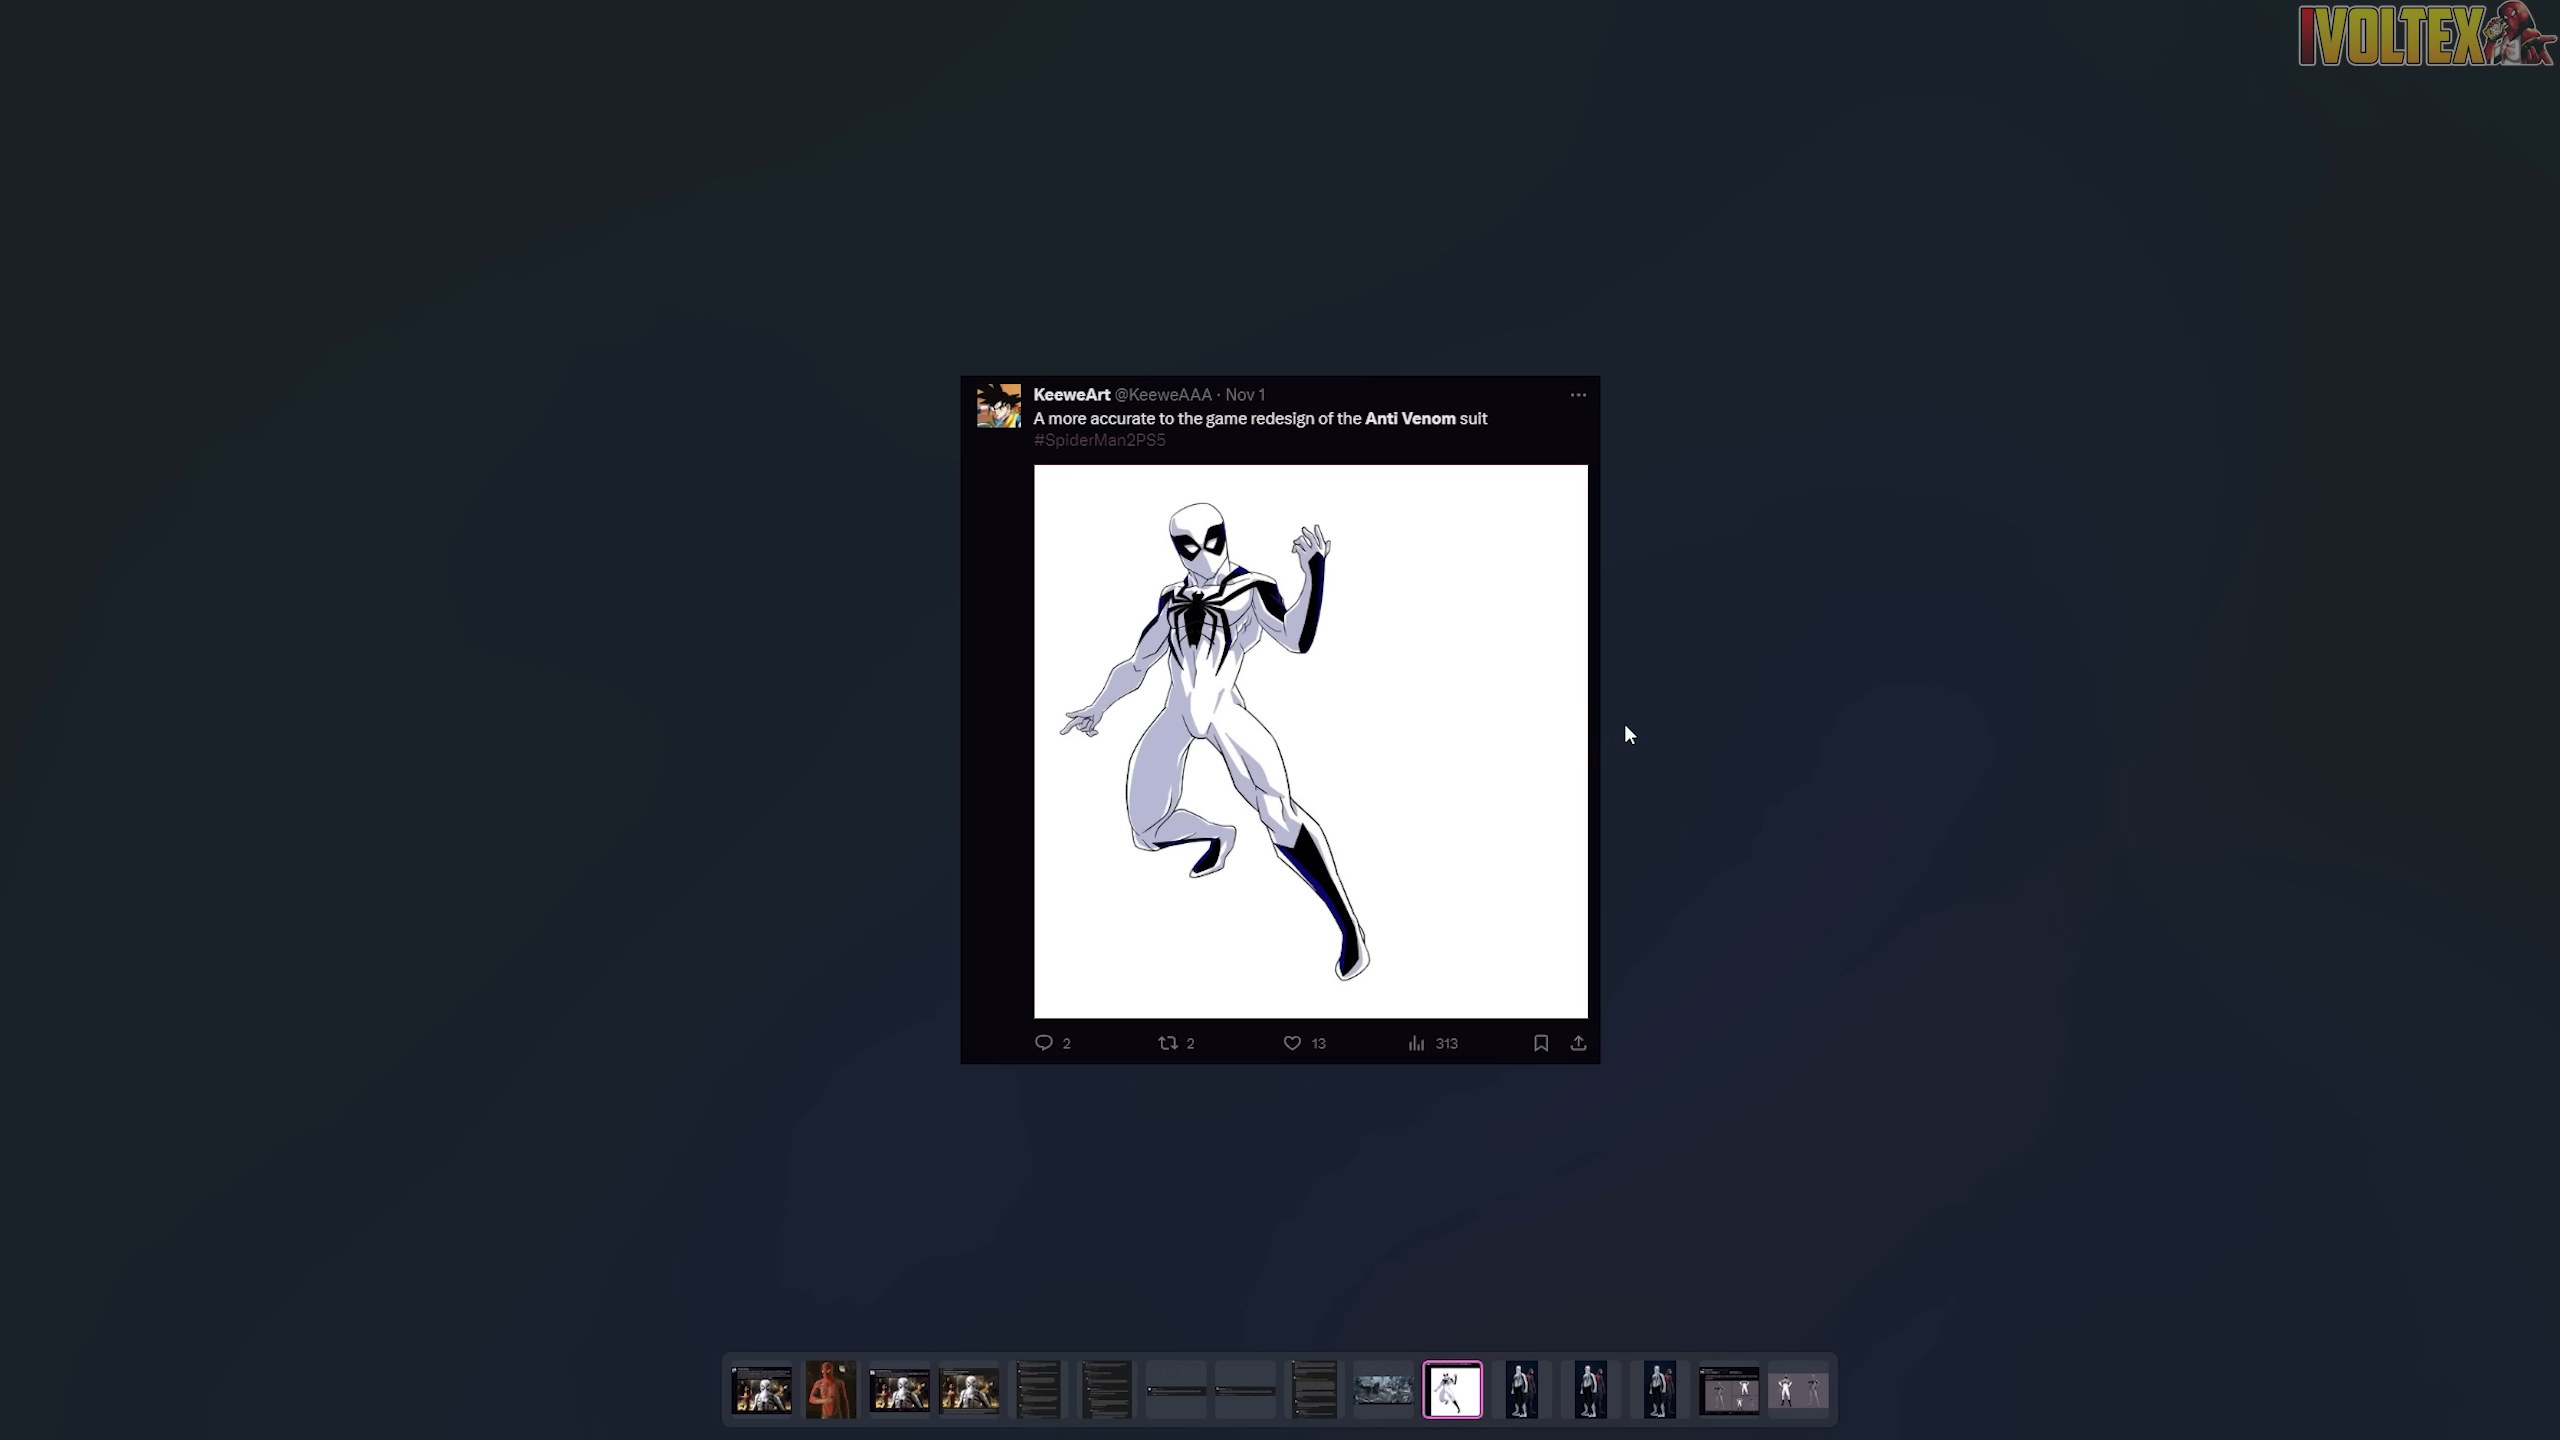 IVOLTEX
KeeweArt @KeeweAAA · Nov 1
A more accurate to the game redesign of the Anti Venom suit
#SpiderMan2PS5
2 2 13 313